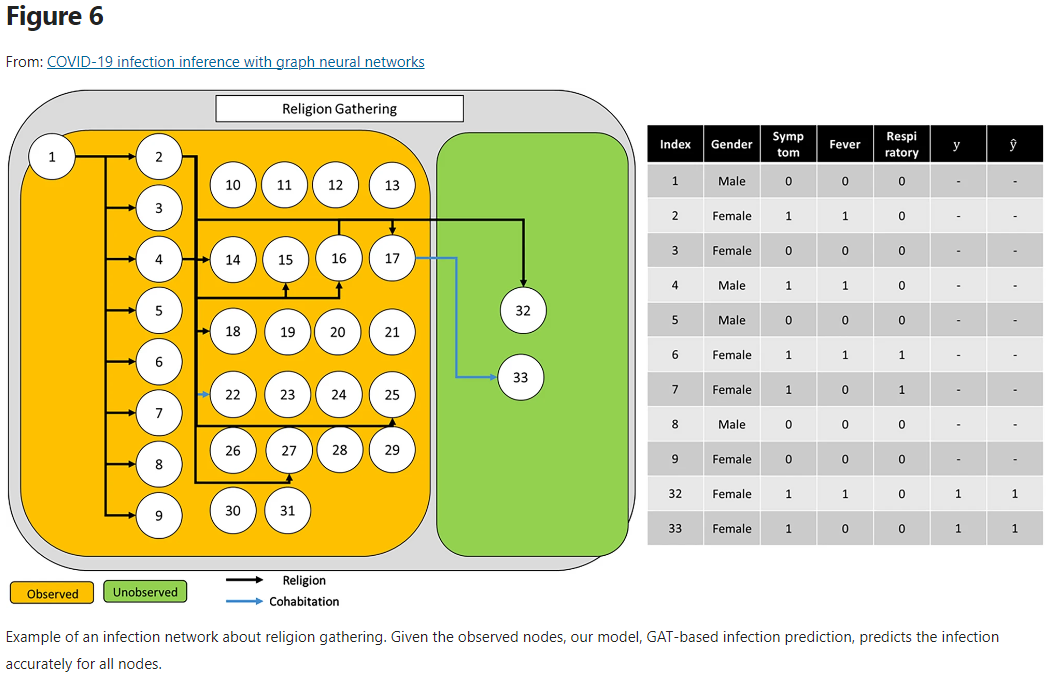 Figure 6
From: COVID-19 infection inference with graph neural networks
Religion Gathering
1
2
3
4
5
6
7
8
9
10 11 12 13
14 15 16 17
18 19 20 21
22 23 24 25
26 27 28 29
30 31
32
33
Observed
Unobserved
Religion
Cohabitation
Index Gender Symp tom Fever Respi ratory y ŷ
1 Male 0 0 0 - -
2 Female 1 1 0 - -
3 Female 0 0 0 - -
4 Male 1 1 0 - -
5 Male 0 0 0 - -
6 Female 1 1 1 - -
7 Female 1 0 1 - -
8 Male 0 0 0 - -
9 Female 0 0 0 - -
32 Female 1 1 0 1 1
33 Female 1 0 0 1 1
Example of an infection network about religion gathering. Given the observed nodes, our model, GAT-based infection prediction, predicts the infection
accurately for all nodes.